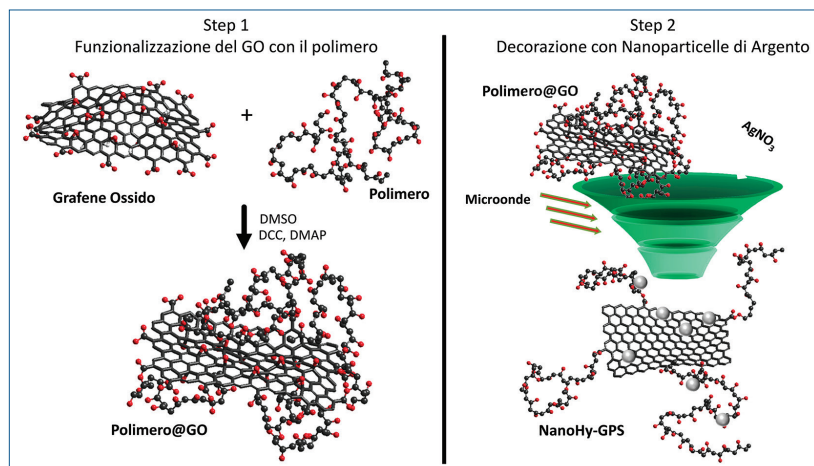 Step 1
Funzionalizzazione del GO con il polimero
+
Grafene Ossido
Polimero
DMSO
DCC, DMAP
Polimero@GO
Step 2
Decorazione con Nanoparticelle di Argento
Polimero@GO
AgNO3
Microonde
NanoHy-GPS